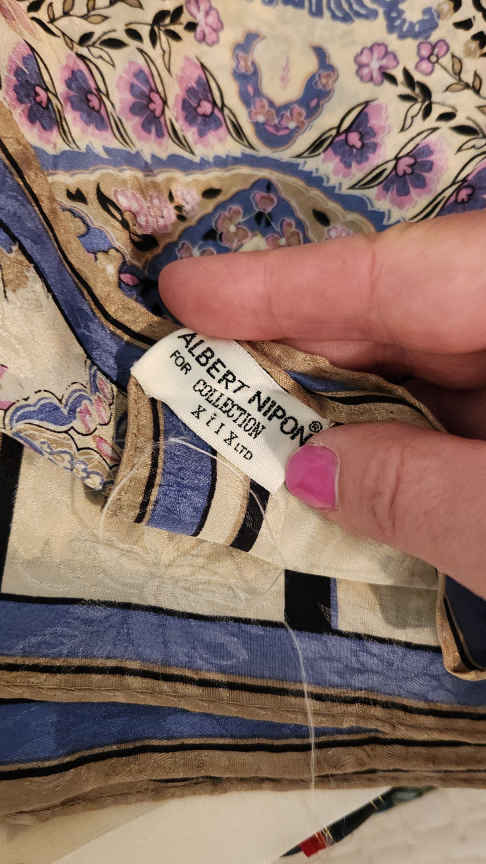 ALBERT NiPON®
FOR
COLLECTION
X i I X LTD